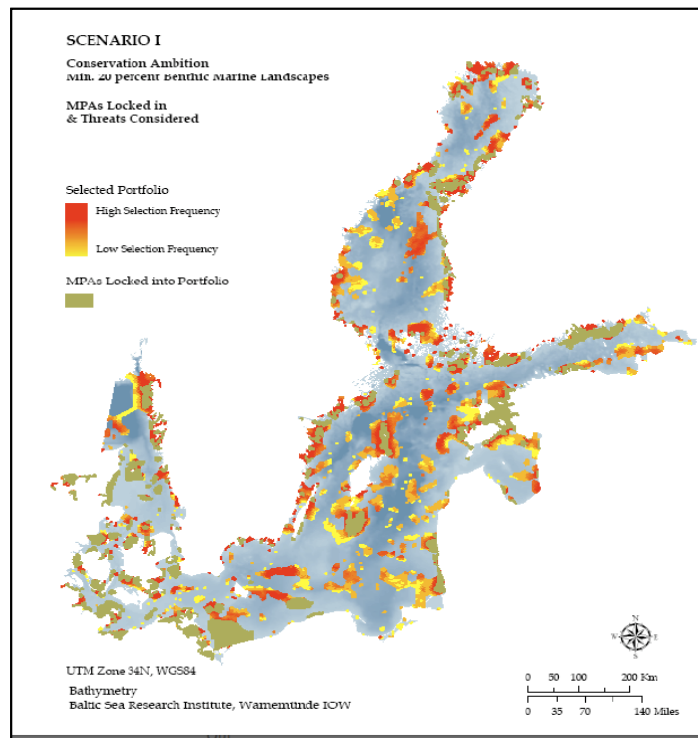 SCENARIO I
Conservation Ambition
Min. 20 percent Benthic Marine Landscapes
MPAs Locked in
& Threats Considered
Selected Portfolio
High Selection Frequency
Low Selection Frequency
MPAs Locked into Portfolio
N
W E
S
UTM Zone 34N, WGS84
Bathymetry
Baltic Sea Research Institute, Warnemünde IOW
0 50 100 200 Km
0 35 70 140 Miles